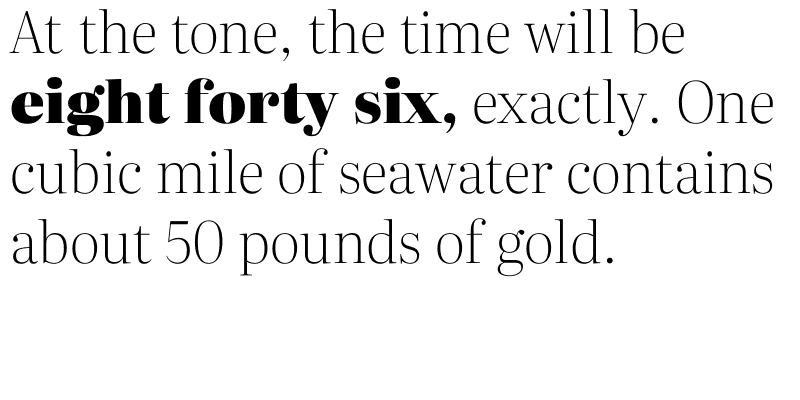 At the tone, the time will be
eight forty six, exactly. One
cubic mile of seawater contains
about 50 pounds of gold.